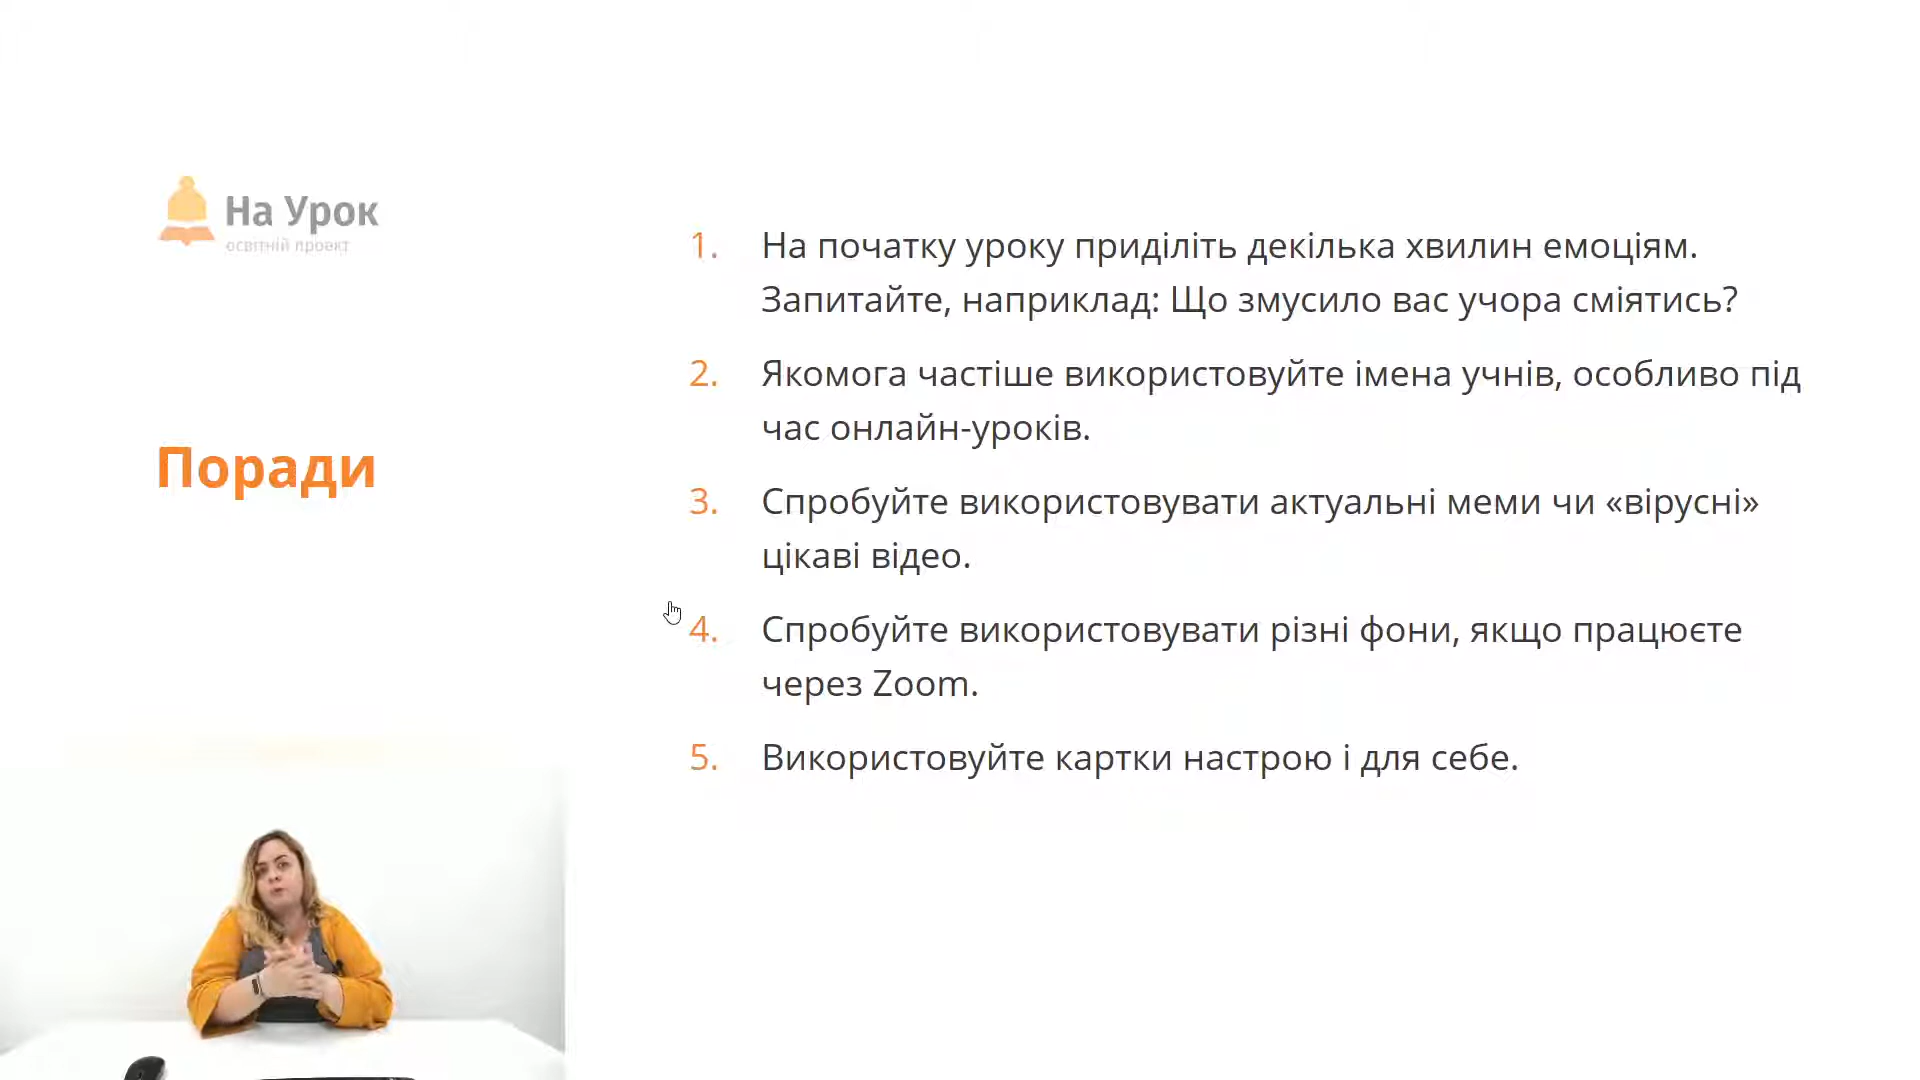 На Урок
освітній проект
Поради
1. На початку уроку приділіть декілька хвилин емоціям.
Запитайте, наприклад: Що змусило вас учора сміятись?
2. Якомога частіше використовуйте імена учнів, особливо під
час онлайн-уроків.
3. Спробуйте використовувати актуальні меми чи «вірусні»
цікаві відео.
4. Спробуйте використовувати різні фони, якщо працюєте
через Zoom.
5. Використовуйте картки настрою і для себе.